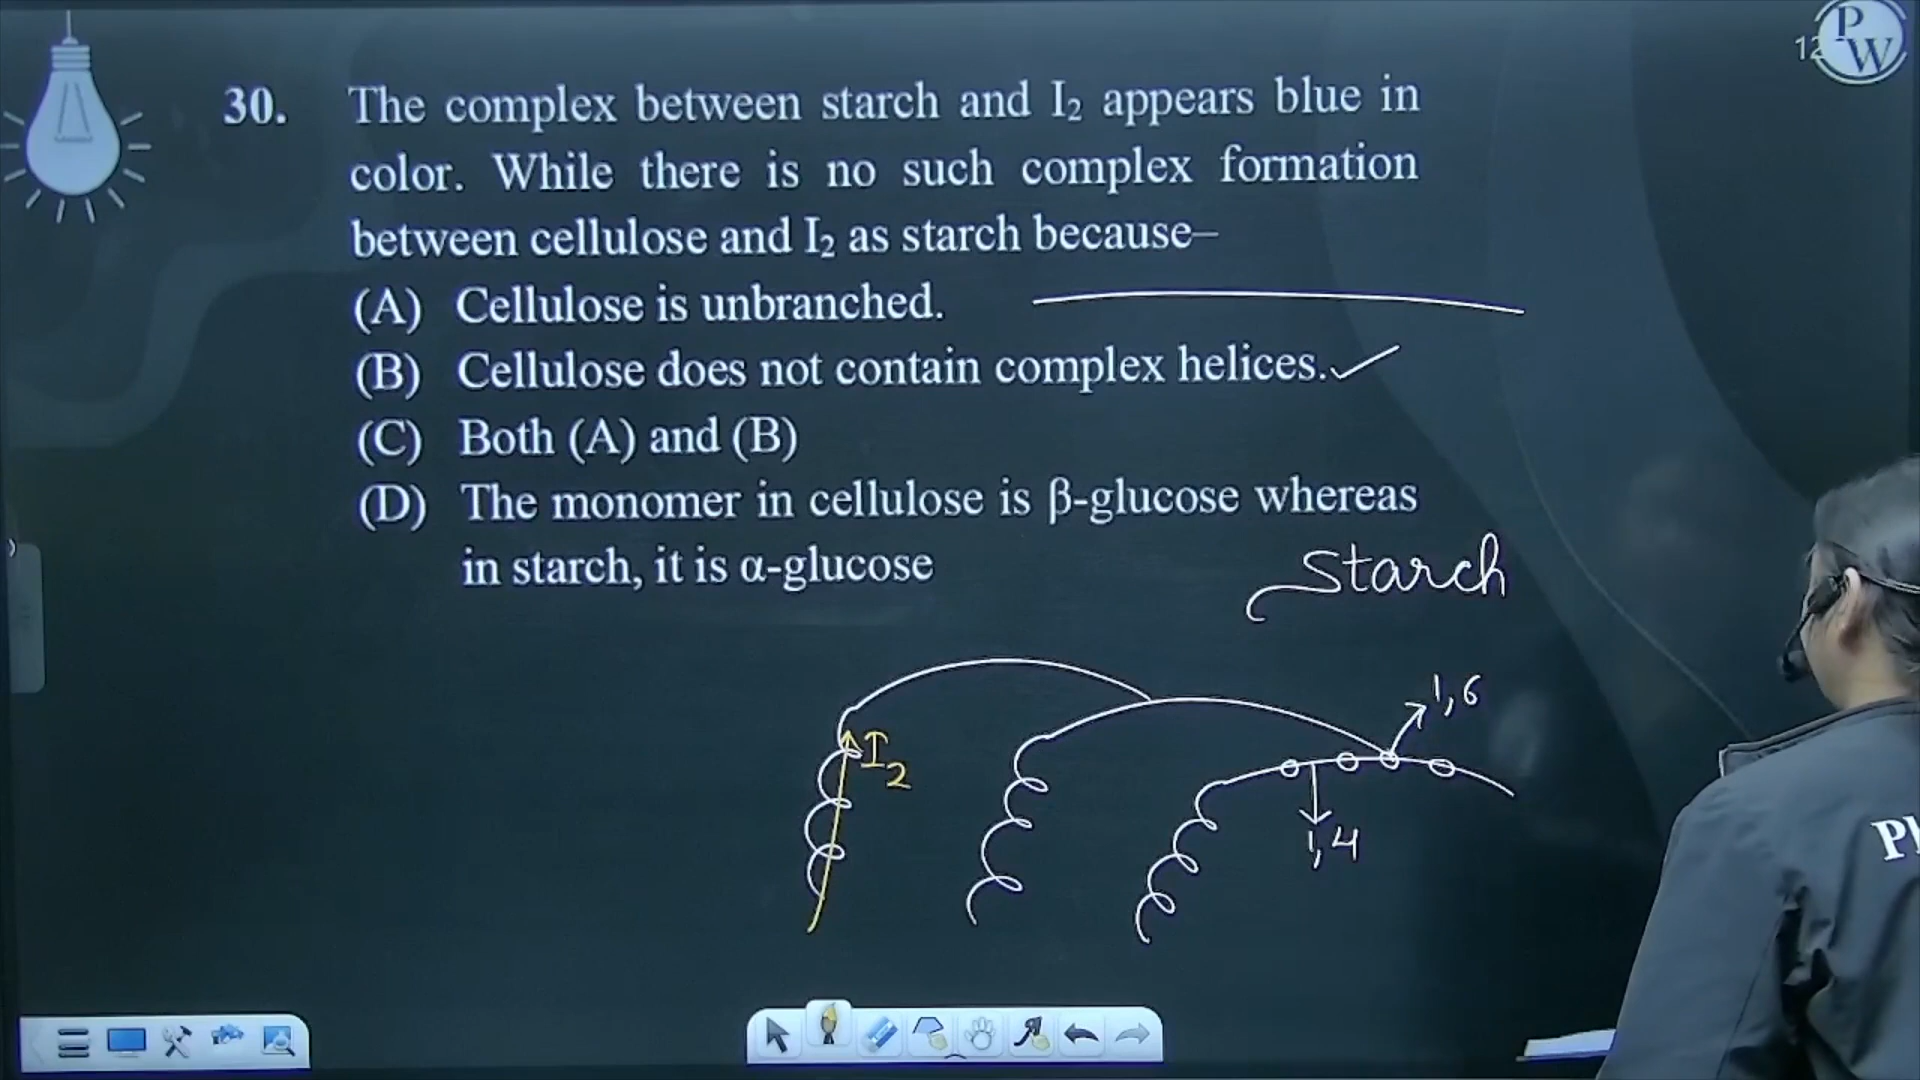 12
PW
30. The complex between starch and I₂ appears blue in
color. While there is no such complex formation
between cellulose and I₂ as starch because–
(A) Cellulose is unbranched.
(B) Cellulose does not contain complex helices.
(C) Both (A) and (B)
(D) The monomer in cellulose is β-glucose whereas
in starch, it is α-glucose
Starch
1,6
I₂
1,4